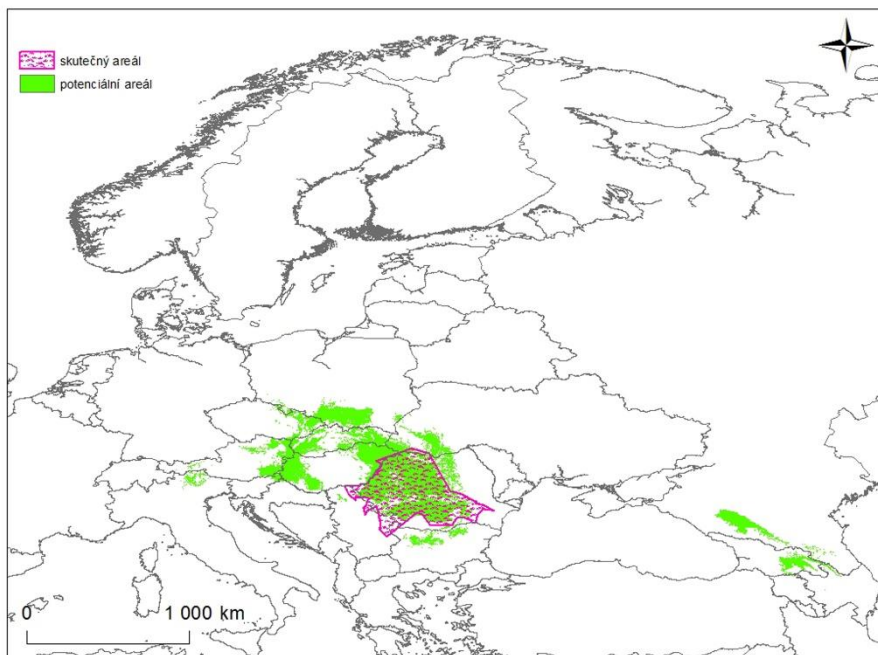 skutečný areál
potenciální areál
0 1 000 km